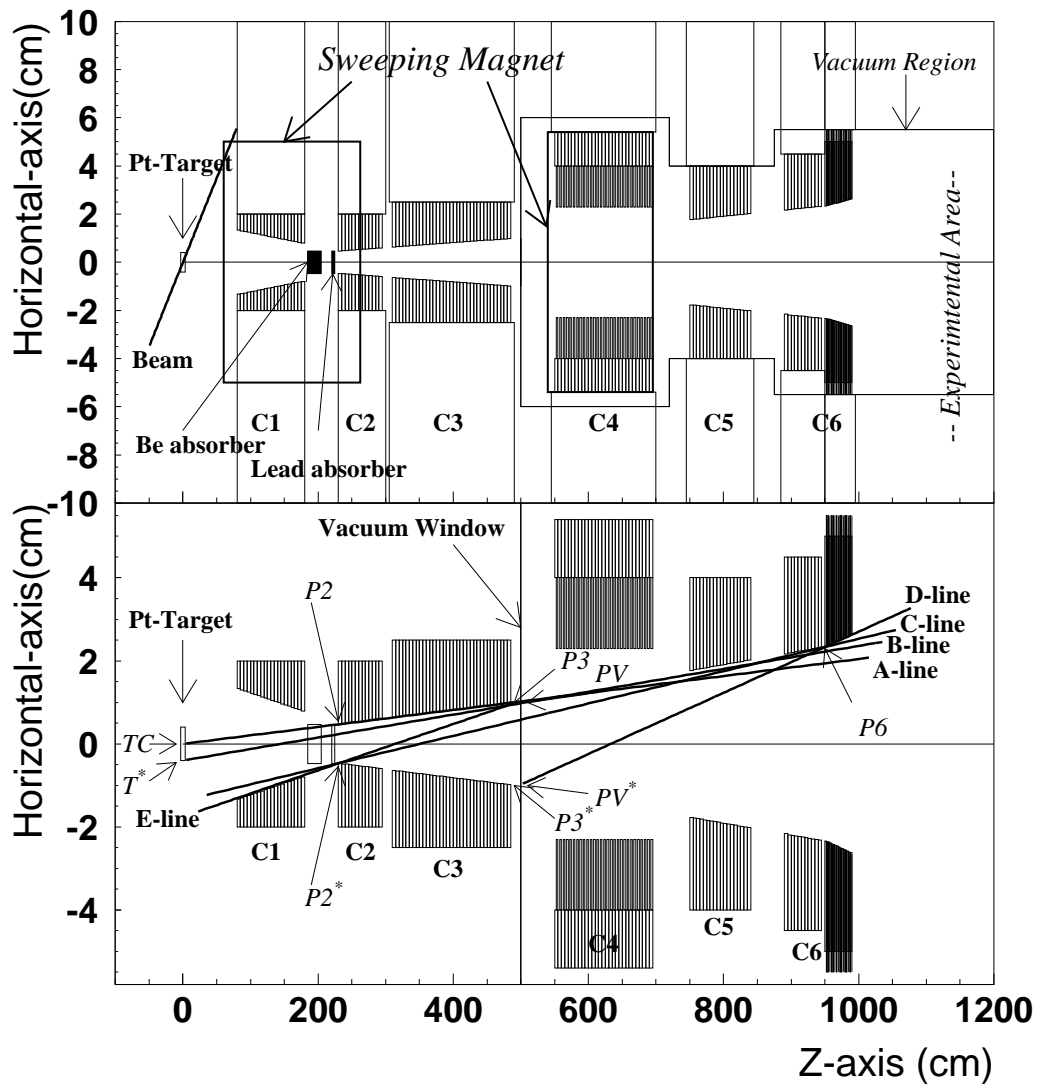 10
8
6
4
2
0
-2
-4
-6
-8
-10
Horizontal-axis(cm)
Sweeping Magnet
Vacuum Region
Pt-Target
Beam
Be absorber
Lead absorber
C1
C2
C3
C4
C5
C6
-- Experimtental Area--
4
2
0
-2
-4
Horizontal-axis(cm)
Vacuum Window
P2
Pt-Target
P3
PV
D-line
C-line
B-line
A-line
P6
TC
T*
E-line
PV*
P3*
P2*
C1
C2
C3
C4
C5
C6
0 200 400 600 800 1000 1200
Z-axis (cm)